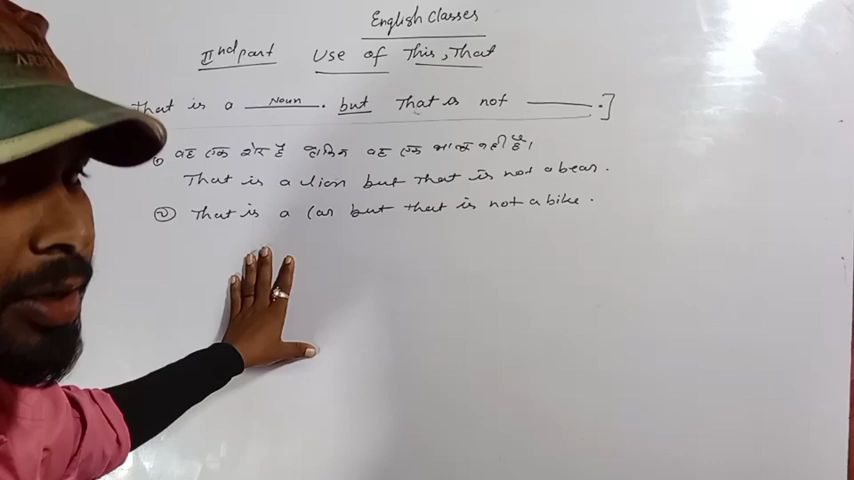 English Classes
IInd part Use of This, That
That is a ___ Noun ___ . but That is not ______ .]
① वह एक शेर है लेकिन वह एक भालू नहीं है।
That is a lion but that is not a bear.
② That is a Car but that is not a bike.